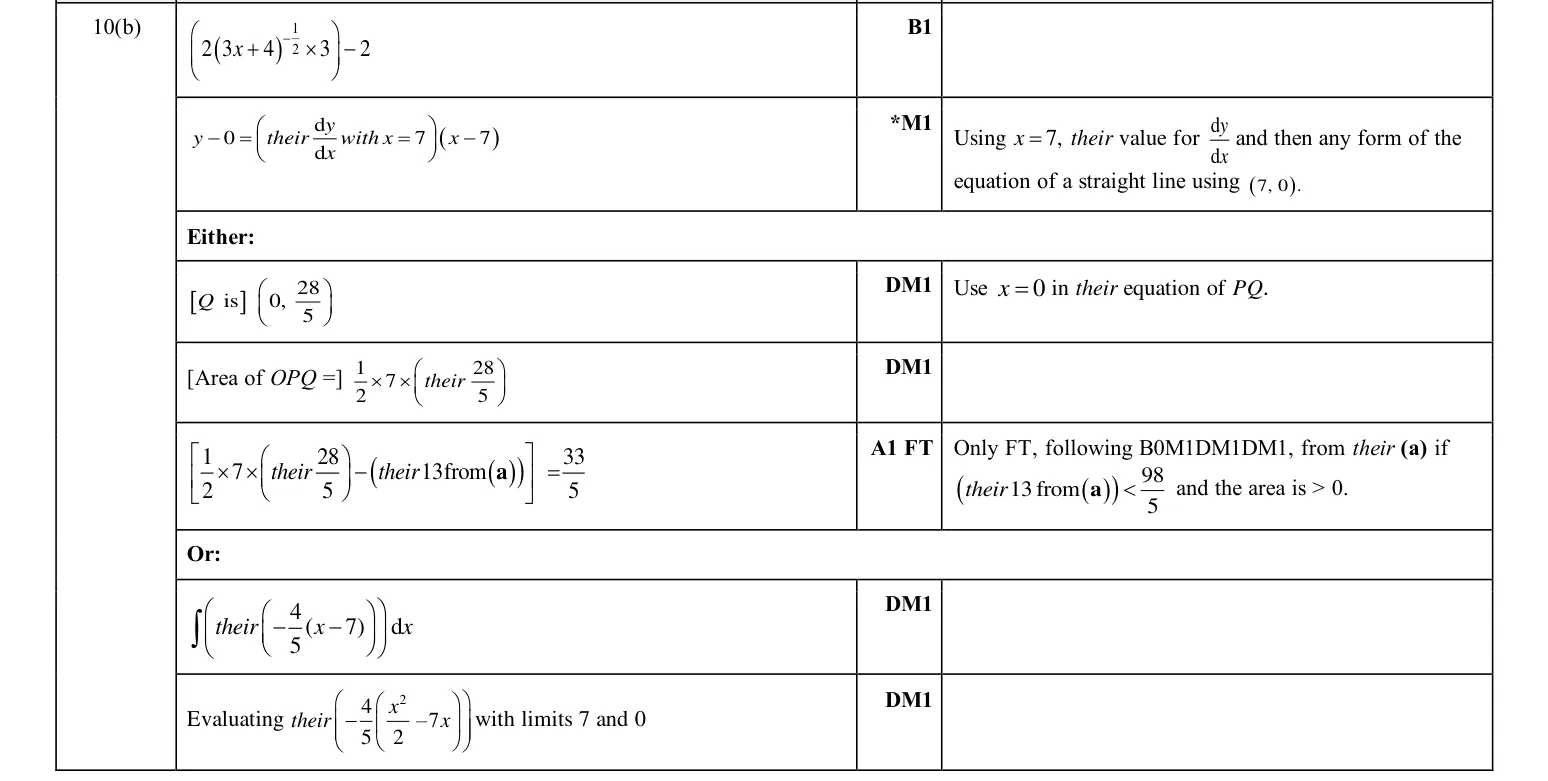 10(b)
(2(3x+4)^{-1/2} × 3) − 2
B1
y − 0 = (their dy/dx with x = 7)(x − 7)
*M1
Using x = 7, their value for dy/dx and then any form of the
equation of a straight line using (7, 0).
Either:
[Q is] (0, 28/5)
DM1
Use x = 0 in their equation of PQ.
[Area of OPQ =] 1/2 × 7 × (their 28/5)
DM1
[1/2 × 7 × (their 28/5) − (their 13 from (a))] = 33/5
A1 FT
Only FT, following B0M1DM1DM1, from their (a) if
(their 13 from (a)) < 98/5 and the area is > 0.
Or:
∫(their(−4/5(x − 7))) dx
DM1
Evaluating their(−4/5(x²/2 − 7x)) with limits 7 and 0
DM1